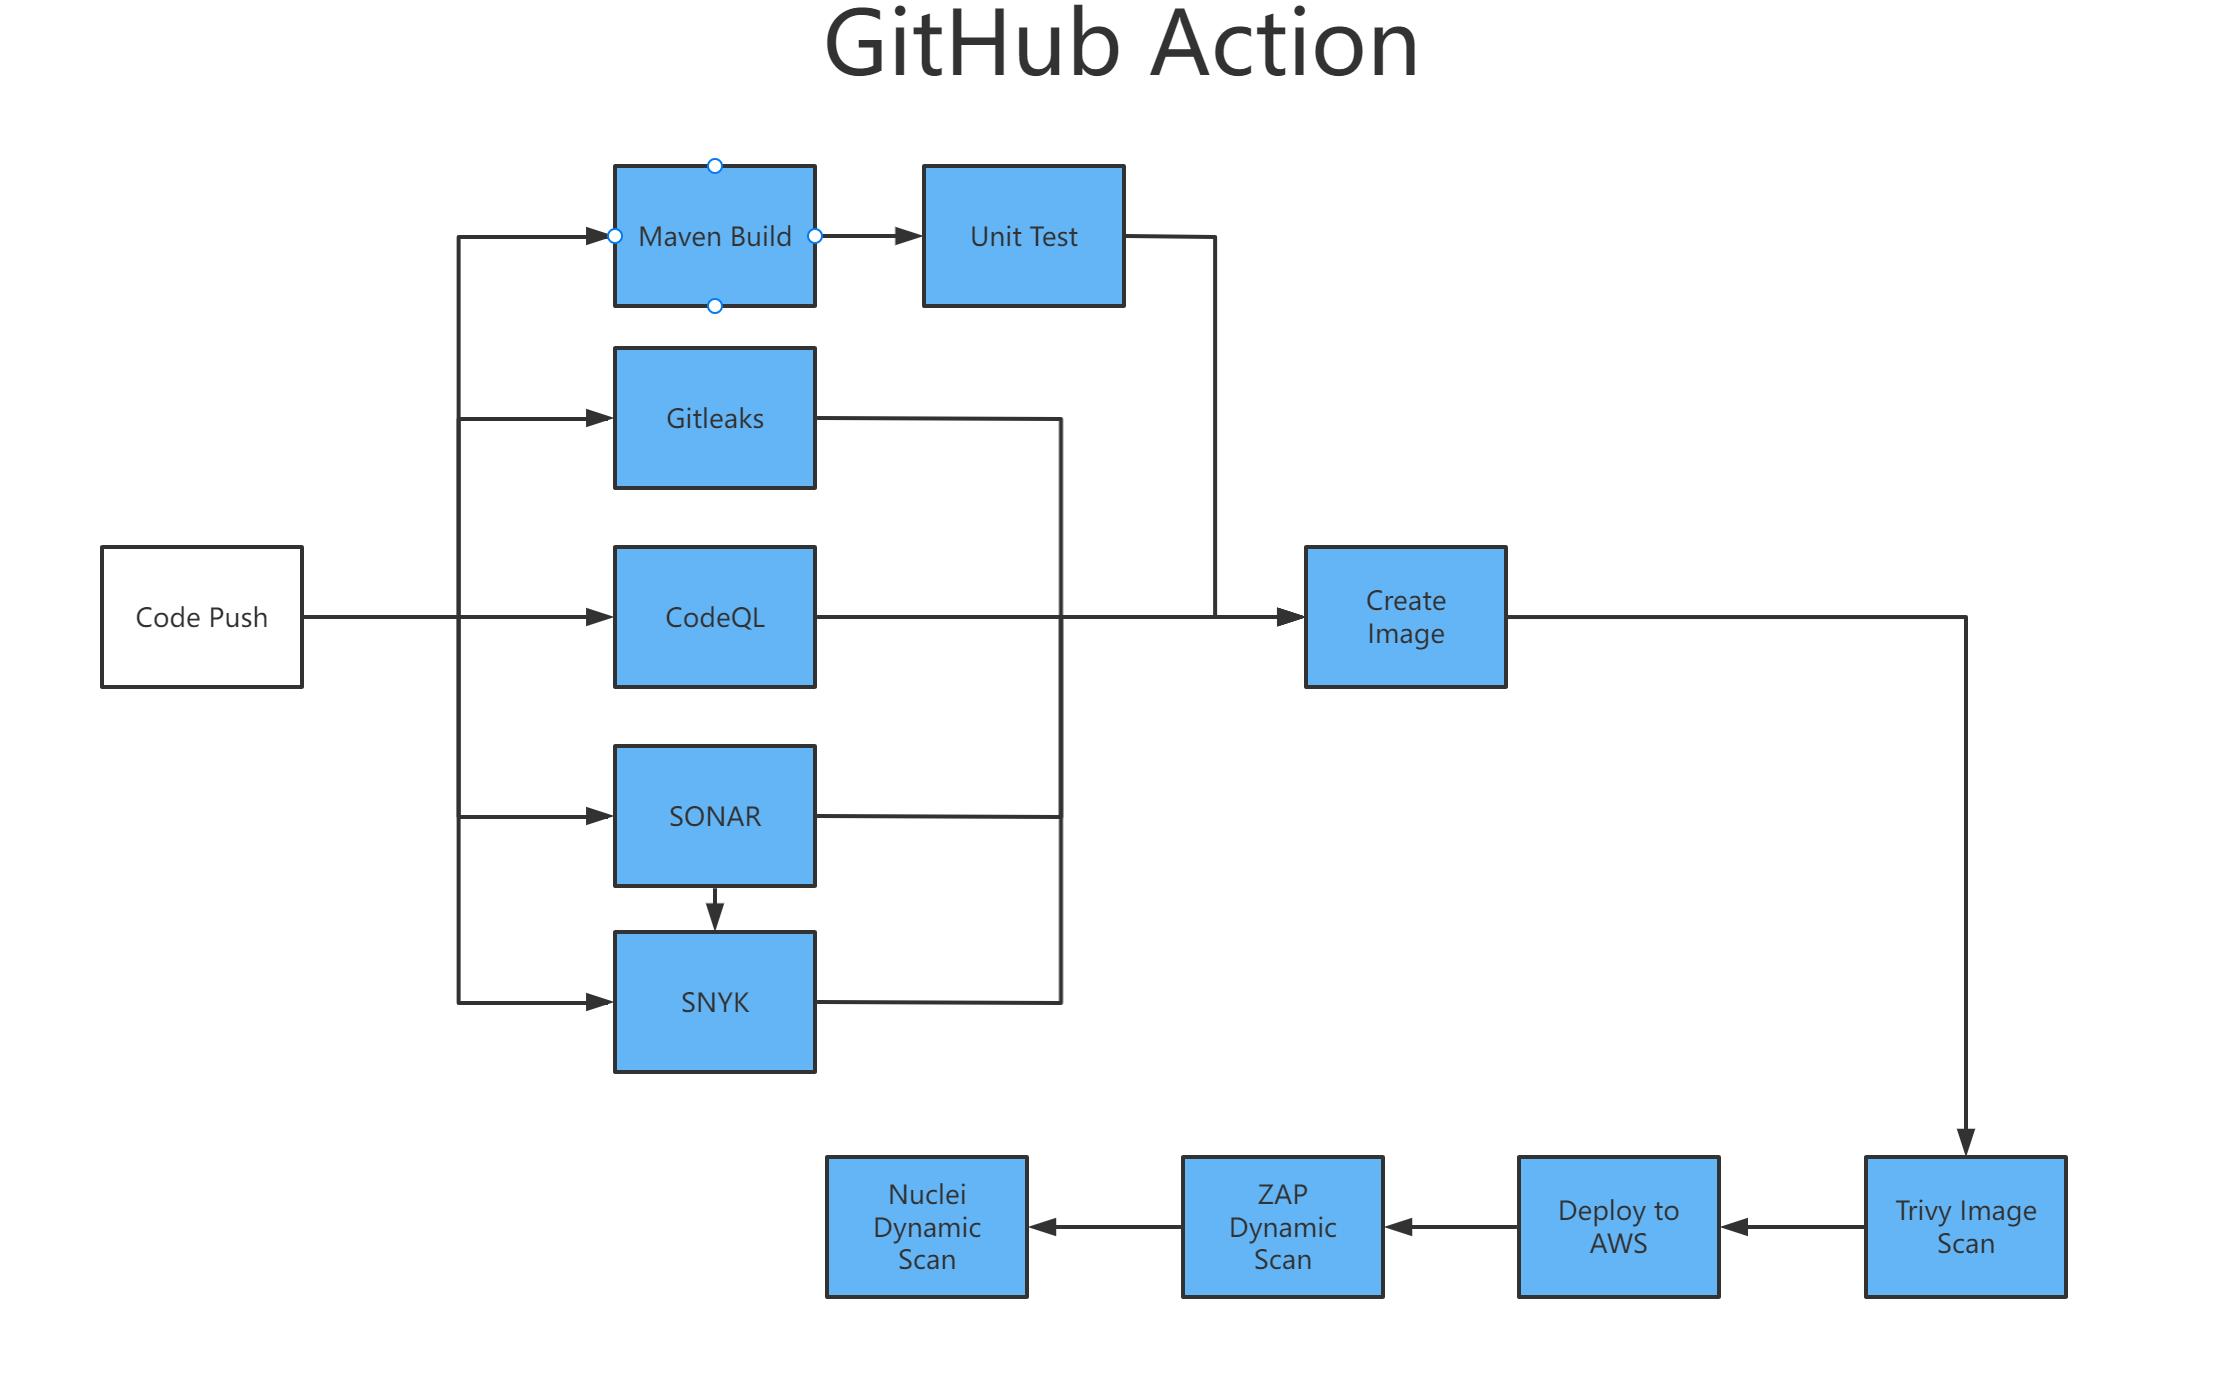 GitHub Action
Maven Build
Unit Test
Gitleaks
Code Push
CodeQL
Create
Image
SONAR
SNYK
Nuclei
Dynamic
Scan
ZAP
Dynamic
Scan
Deploy to
AWS
Trivy Image
Scan